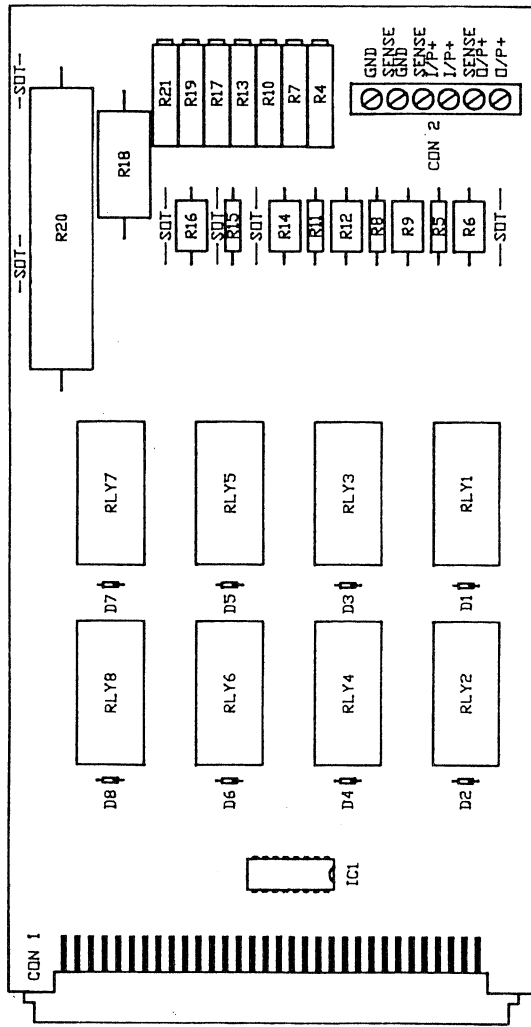 -SOT-
-SOT-
R20
R18
R21
R19
R17
R13
R10
R7
R4
GND
SENSE
GND
SENSE
I/P+
I/P+
SENSE
O/P+
O/P+
CON 2
-SOT-
R16
-SOT-
R15
-SOT-
R14
R11
R12
R8
R9
R5
R6
-SOT-
RLY7
RLY5
RLY3
RLY1
D7
D5
D3
D1
RLY8
RLY6
RLY4
RLY2
D8
D6
D4
D2
IC1
CON 1